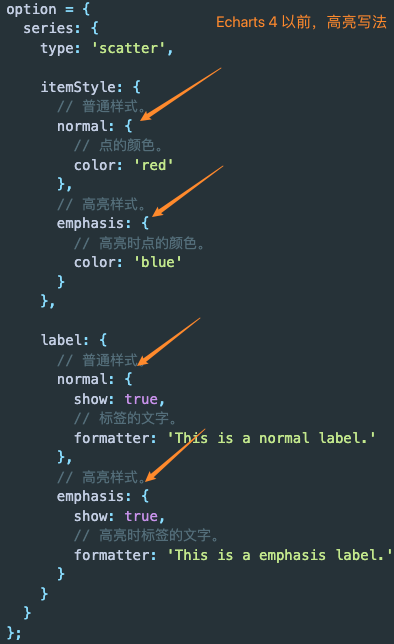 Echarts 4 以前，高亮写法
option = {
  series: {
    type: 'scatter',

    itemStyle: {
      // 普通样式。
      normal: {
        // 点的颜色。
        color: 'red'
      },
      // 高亮样式。
      emphasis: {
        // 高亮时点的颜色。
        color: 'blue'
      }
    },

    label: {
      // 普通样式。
      normal: {
        show: true,
        // 标签的文字。
        formatter: 'This is a normal label.'
      },
      // 高亮样式。
      emphasis: {
        show: true,
        // 高亮时标签的文字。
        formatter: 'This is a emphasis label.'
      }
    }
  }
};